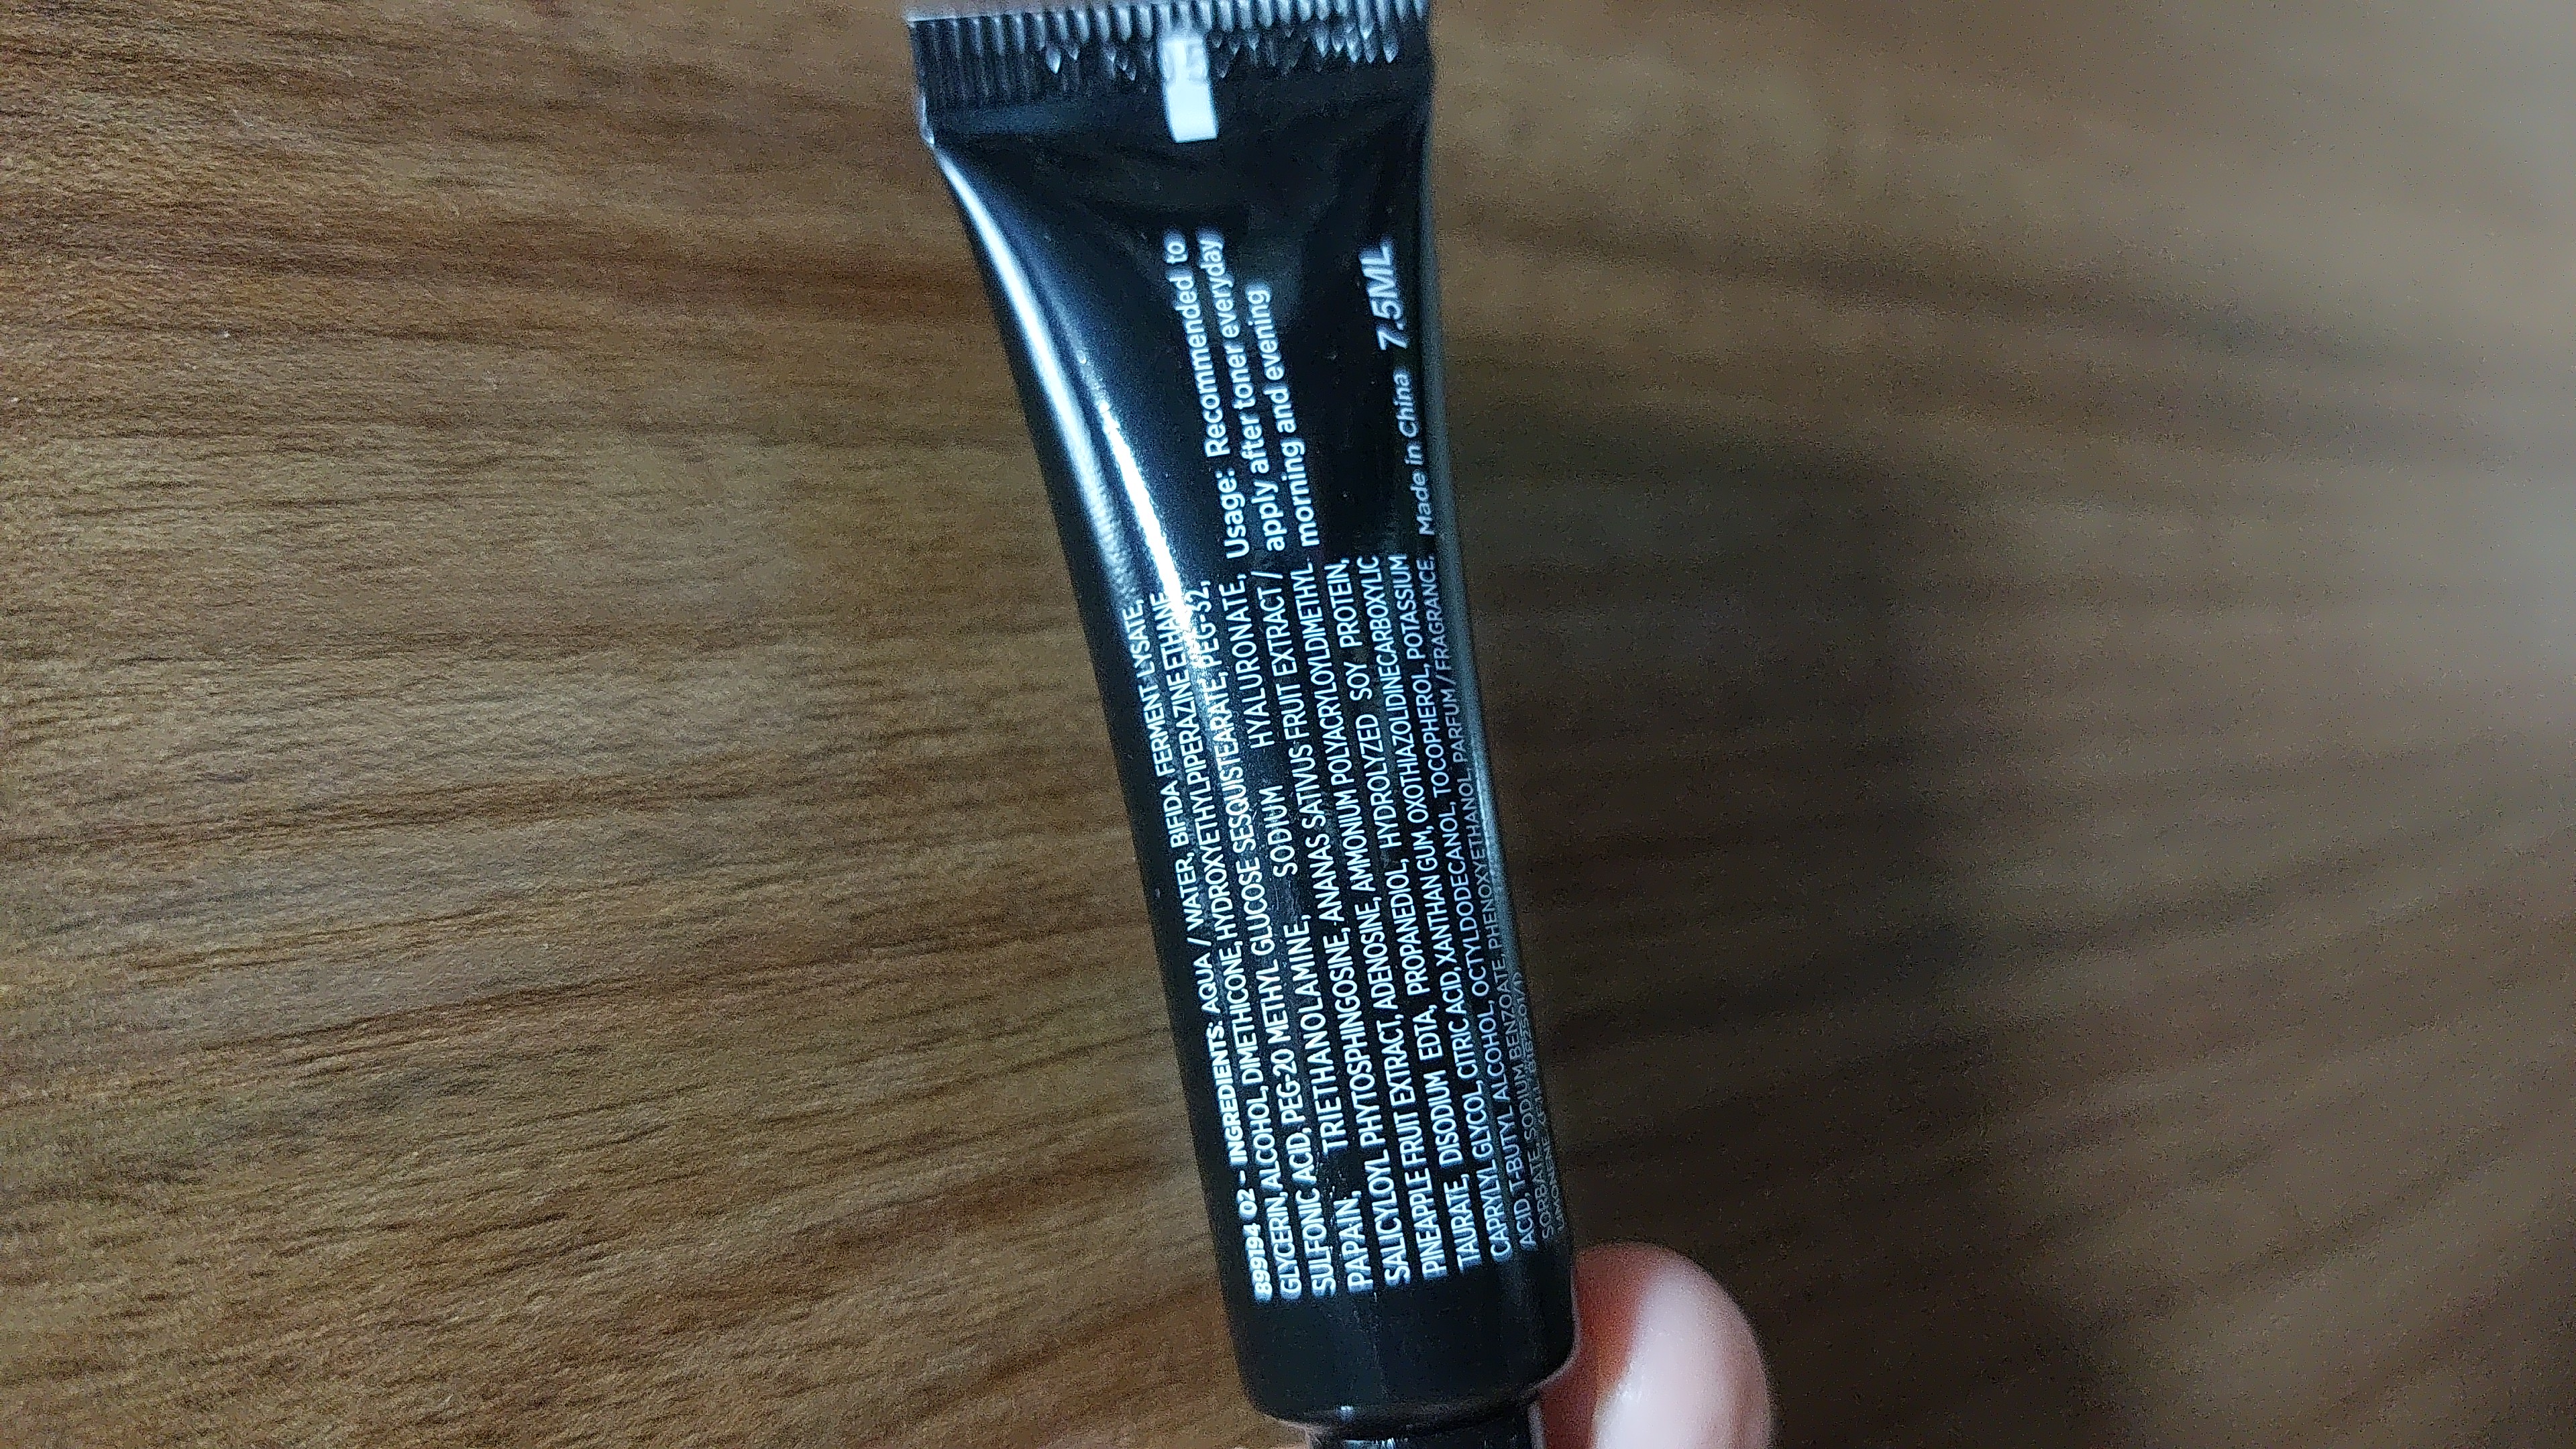 899194 02 - INGREDIENTS: AQUA / WATER, BIFIDA FERMENT LYSATE,
GLYCERIN, ALCOHOL, DIMETHICONE, HYDROXYETHYLPIPERAZINE ETHANE
SULFONIC ACID, PEG-20 METHYL GLUCOSE SESQUISTEARATE, PEG-32,
TRIETHANOLAMINE, SODIUM HYALURONATE,
PAPAIN, ANANAS SATIVUS FRUIT EXTRACT /
SALICYLOYL PHYTOSPHINGOSINE, AMMONIUM POLYACRYLOYLDIMETHYL
PINEAPPLE FRUIT EXTRACT, ADENOSINE, HYDROLYZED SOY PROTEIN,
TAURATE, DISODIUM EDTA, PROPANEDIOL, OXOTHIAZOLIDINECARBOXYLIC
CAPRYLYL GLYCOL, CITRIC ACID, XANTHAN GUM, TOCOPHEROL, POTASSIUM
ACID, T-BUTYL ALCOHOL, OCTYLDODECANOL, PARFUM / FRAGRANCE.
SORBATE, SODIUM BENZOATE, PHENOXYETHANOL,
LIMONENE
Usage: Recommended to
apply after toner everyday
morning and evening
Made in China 7.5ML